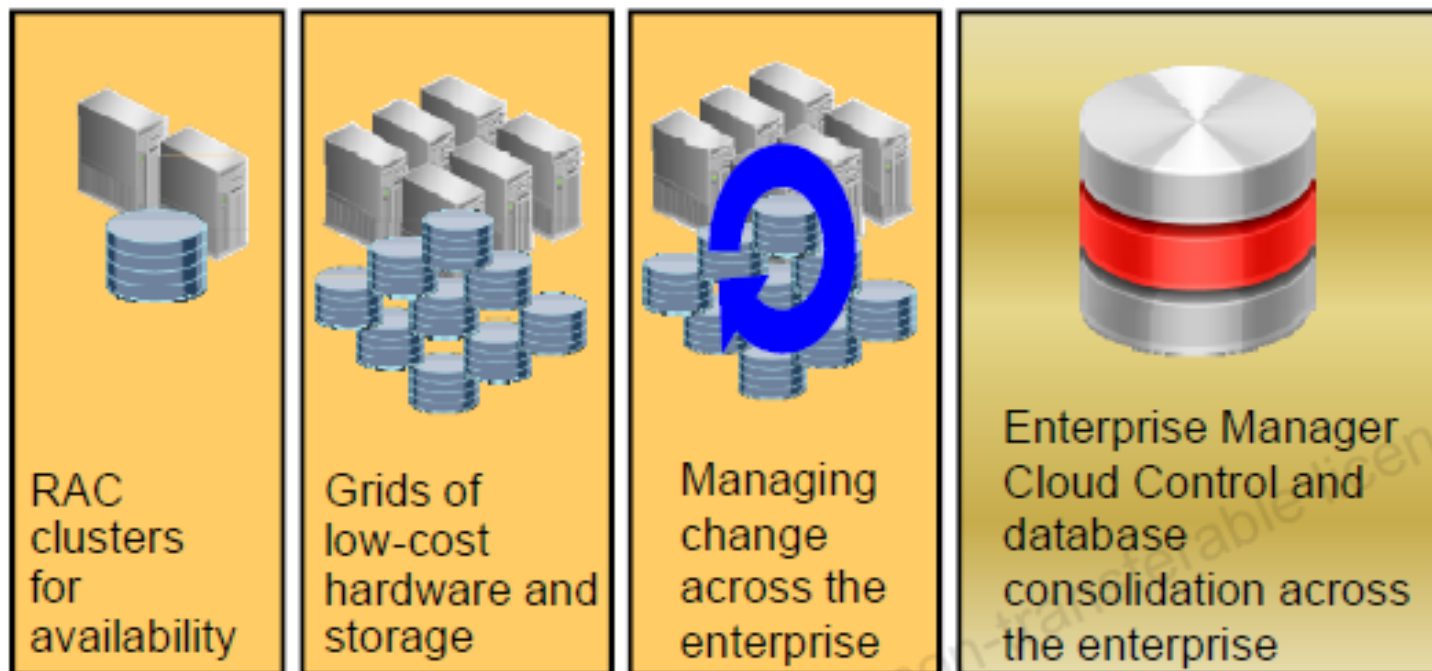 RAC
clusters
for
availability
Grids of
low-cost
hardware and
storage
Managing
change
across the
enterprise
Enterprise Manager
Cloud Control and
database
consolidation across
the enterprise